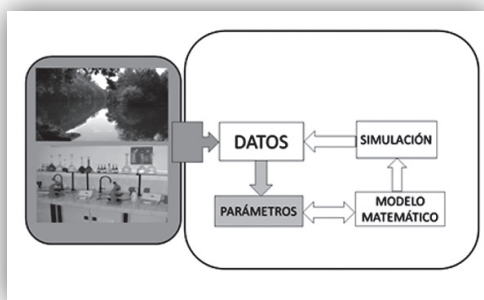 DATOS
SIMULACIÓN
PARÁMETROS
MODELO
MATEMÁTICO